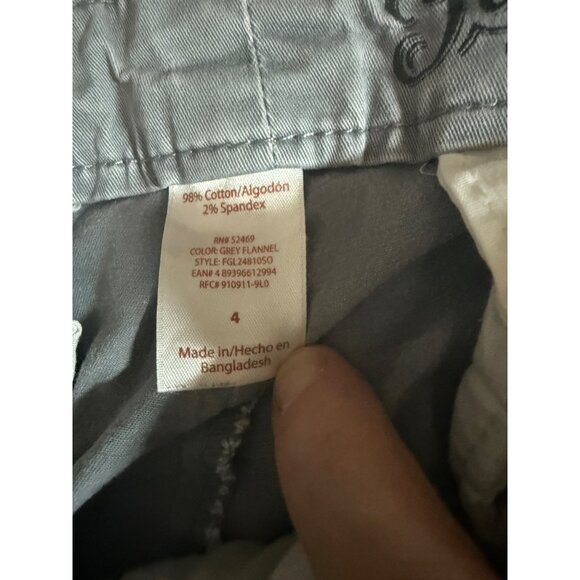 98% Cotton/Algodón
2% Spandex
RN# 52469
COLOR: GREY FLANNEL
STYLE: FGL24810SO
EAN# 4 89396612994
RFC# 910911-9L0
4
Made in/Hecho en
Bangladesh